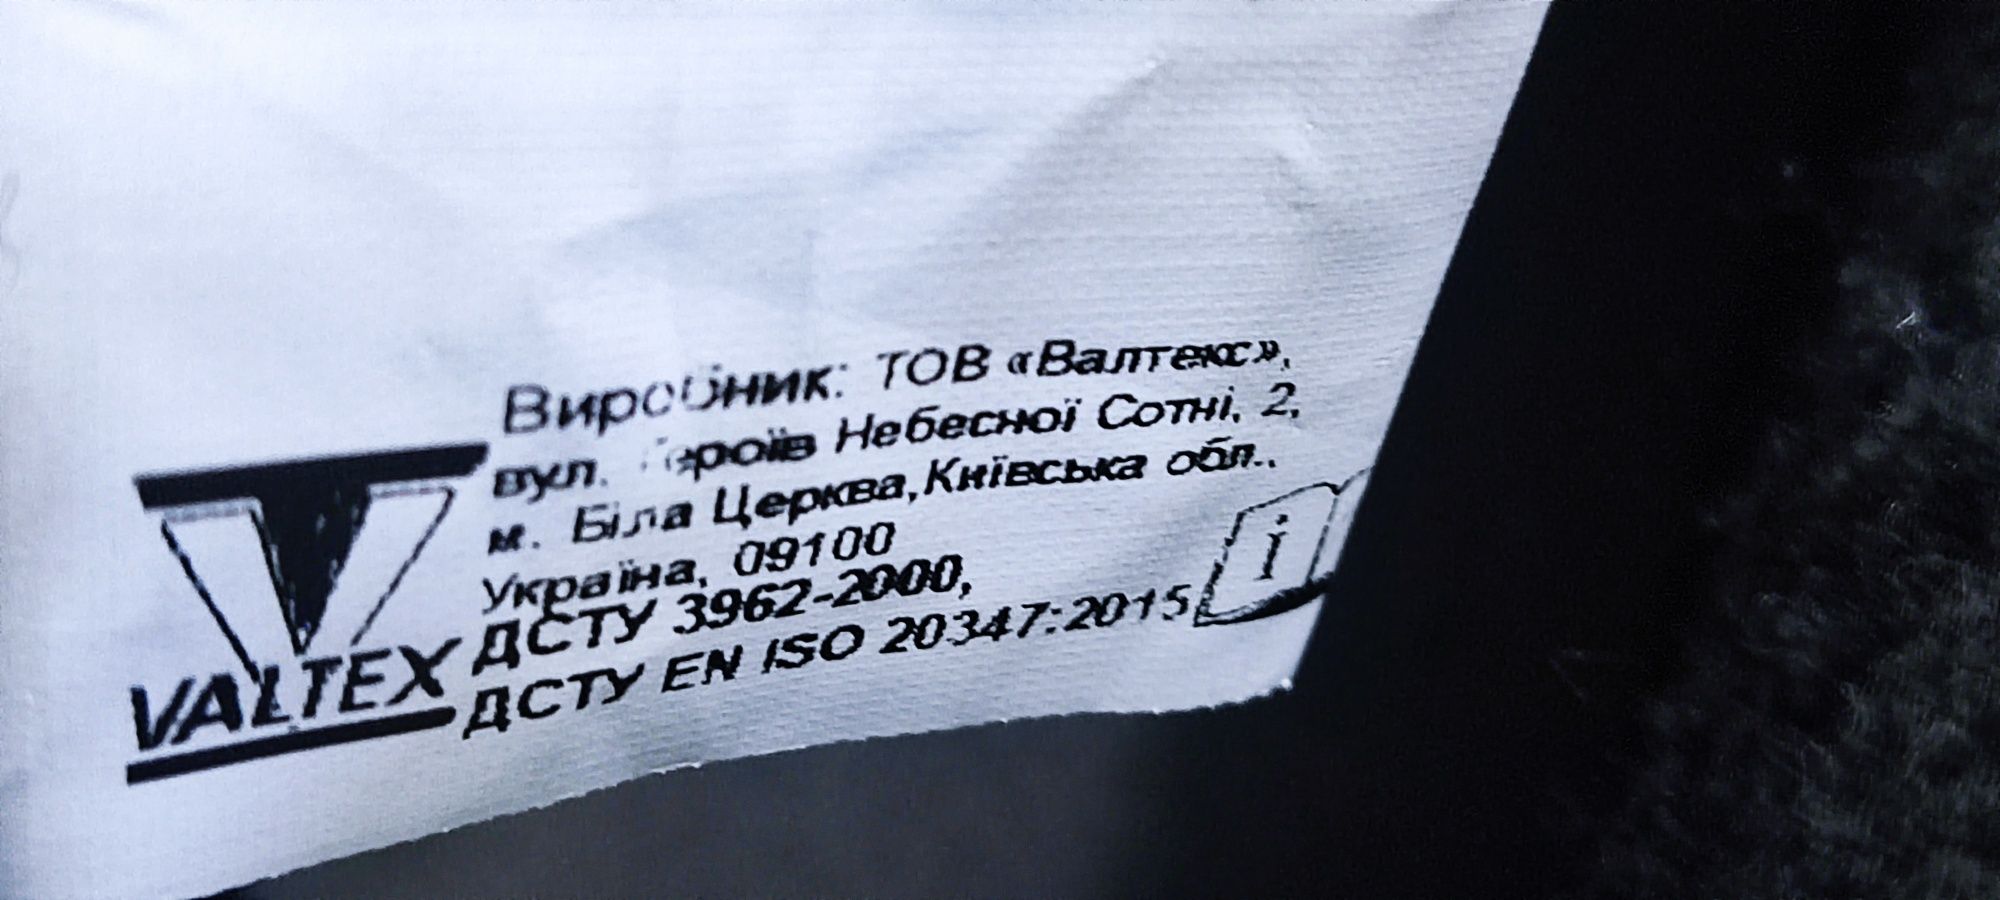 Виробник: ТОВ «Валтекс»,
вул. Героїв Небесної Сотні, 2,
м. Біла Церква, Київська обл.,
Україна, 09100
ДСТУ 3962-2000,
ДСТУ EN ISO 20347:2015
VALTEX
i